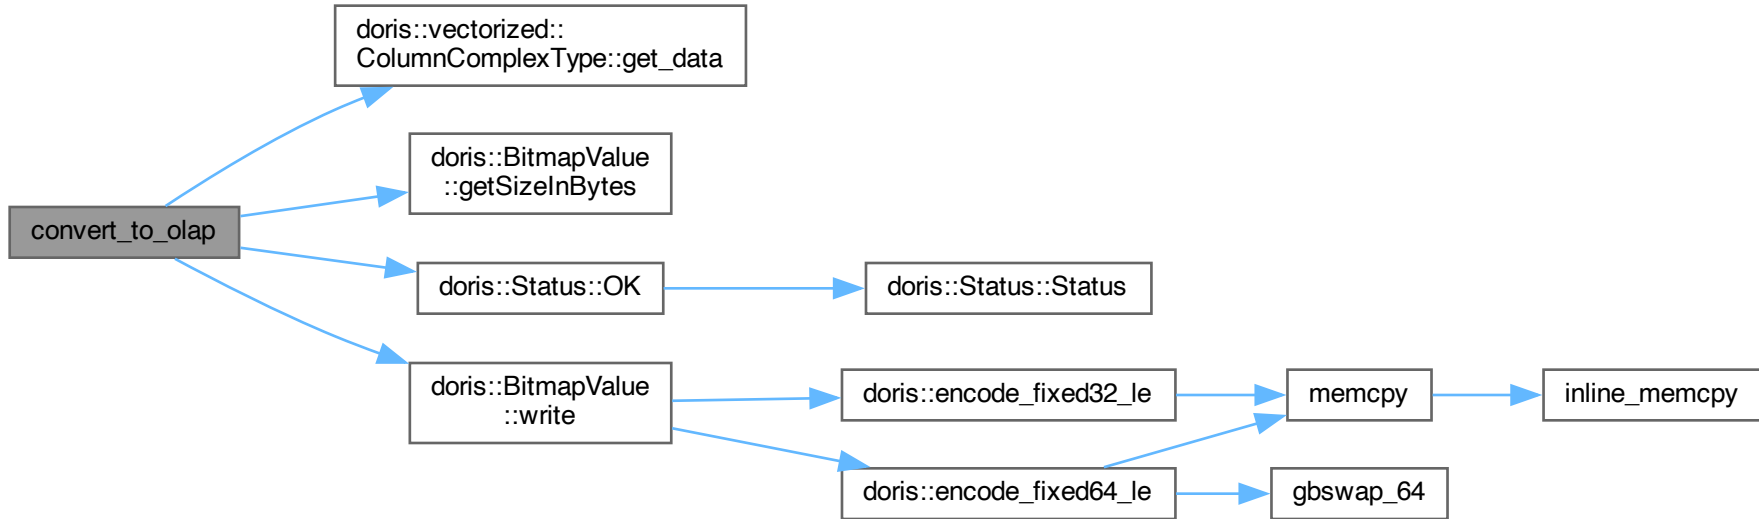 doris::vectorized::
ColumnComplexType::get_data
doris::BitmapValue
::getSizeInBytes
convert_to_olap
doris::Status::OK
doris::Status::Status
doris::BitmapValue
::write
doris::encode_fixed32_le
memcpy
inline_memcpy
doris::encode_fixed64_le
gbswap_64